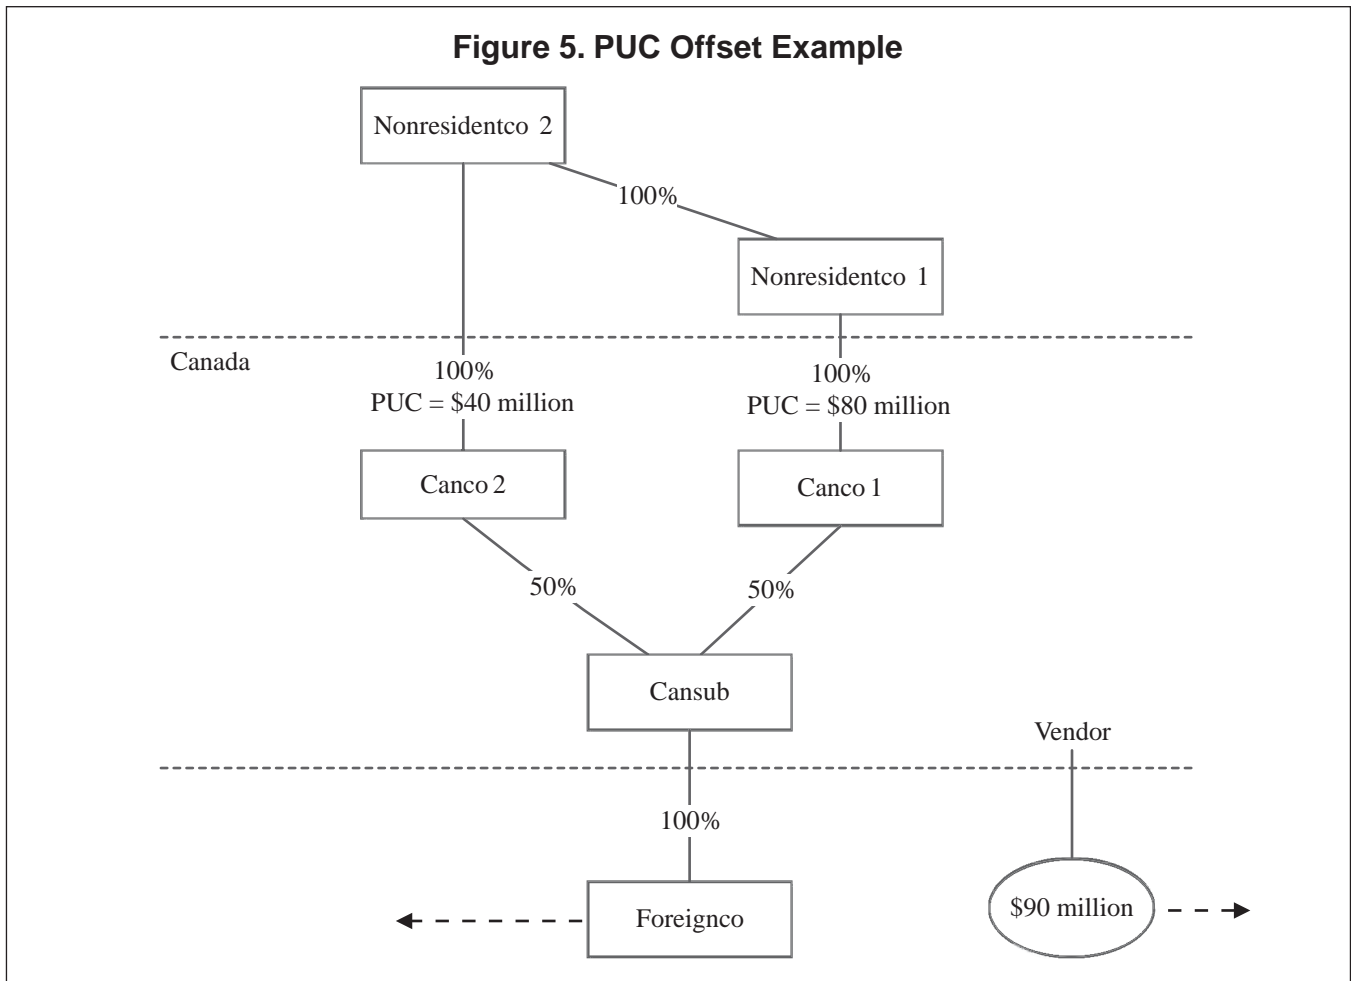 Figure 5. PUC Offset Example
Nonresidentco 2
100%
Nonresidentco 1
Canada
100%
PUC = $40 million
100%
PUC = $80 million
Canco 2
Canco 1
50%
50%
Cansub
Vendor
100%
Foreignco
$90 million